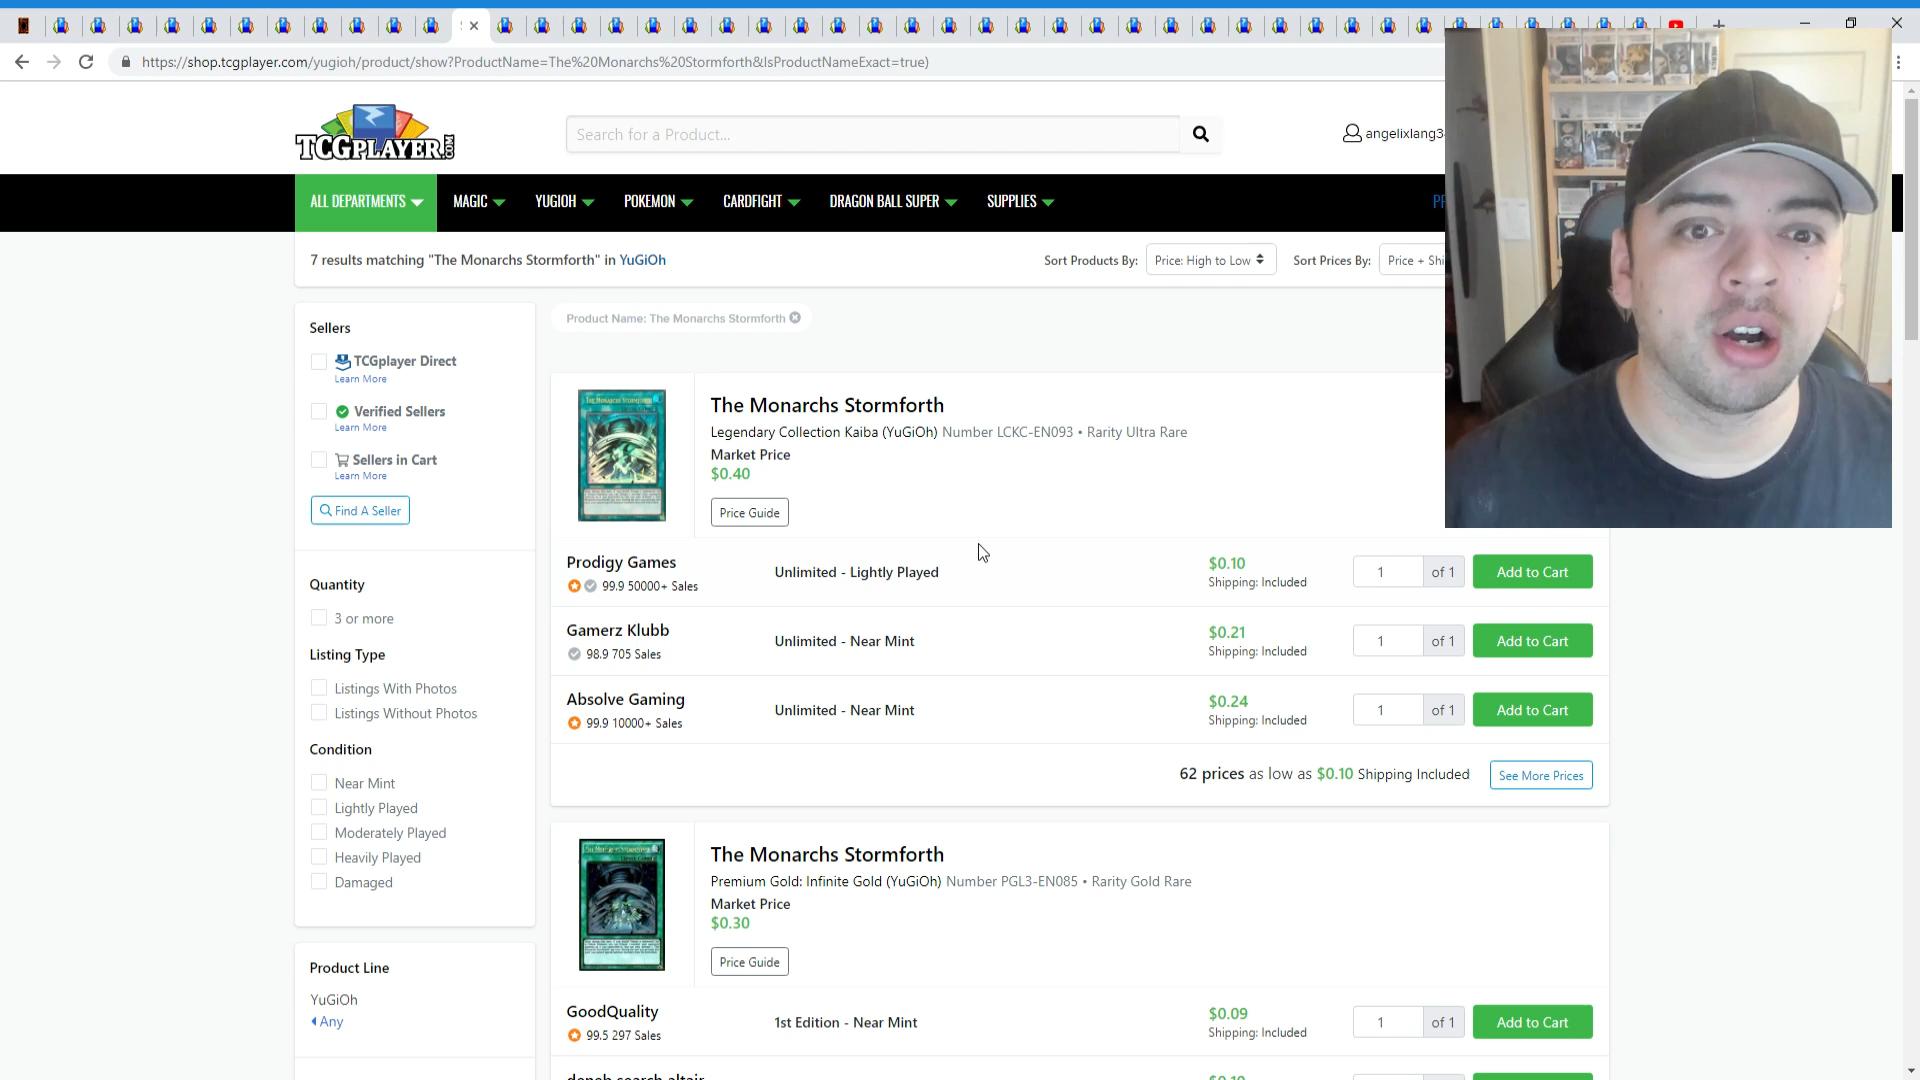 https://shop.tcgplayer.com/yugioh/product/show?ProductName=The%20Monarchs%20Stormforth&IsProductNameExact=true)
TCGPLAYER.COM
Search for a Product...
angelixlang3
ALL DEPARTMENTS
MAGIC
YUGIOH
POKEMON
CARDFIGHT
DRAGON BALL SUPER
SUPPLIES
7 results matching "The Monarchs Stormforth" in YuGiOh
Sort Products By:
Price: High to Low
Sort Prices By:
Price + Shi
Product Name: The Monarchs Stormforth
Sellers
TCGplayer Direct
Learn More
Verified Sellers
Learn More
Sellers in Cart
Learn More
Find A Seller
Quantity
3 or more
Listing Type
Listings With Photos
Listings Without Photos
Condition
Near Mint
Lightly Played
Moderately Played
Heavily Played
Damaged
Product Line
YuGiOh
Any
The Monarchs Stormforth
Legendary Collection Kaiba (YuGiOh) Number LCKC-EN093 • Rarity Ultra Rare
Market Price
$0.40
Price Guide
Prodigy Games
99.9 50000+ Sales
Unlimited - Lightly Played
$0.10
Shipping: Included
1
of 1
Add to Cart
Gamerz Klubb
98.9 705 Sales
Unlimited - Near Mint
$0.21
Shipping: Included
1
of 1
Add to Cart
Absolve Gaming
99.9 10000+ Sales
Unlimited - Near Mint
$0.24
Shipping: Included
1
of 1
Add to Cart
62 prices as low as $0.10 Shipping Included
See More Prices
The Monarchs Stormforth
Premium Gold: Infinite Gold (YuGiOh) Number PGL3-EN085 • Rarity Gold Rare
Market Price
$0.30
Price Guide
GoodQuality
99.5 297 Sales
1st Edition - Near Mint
$0.09
Shipping: Included
1
of 1
Add to Cart